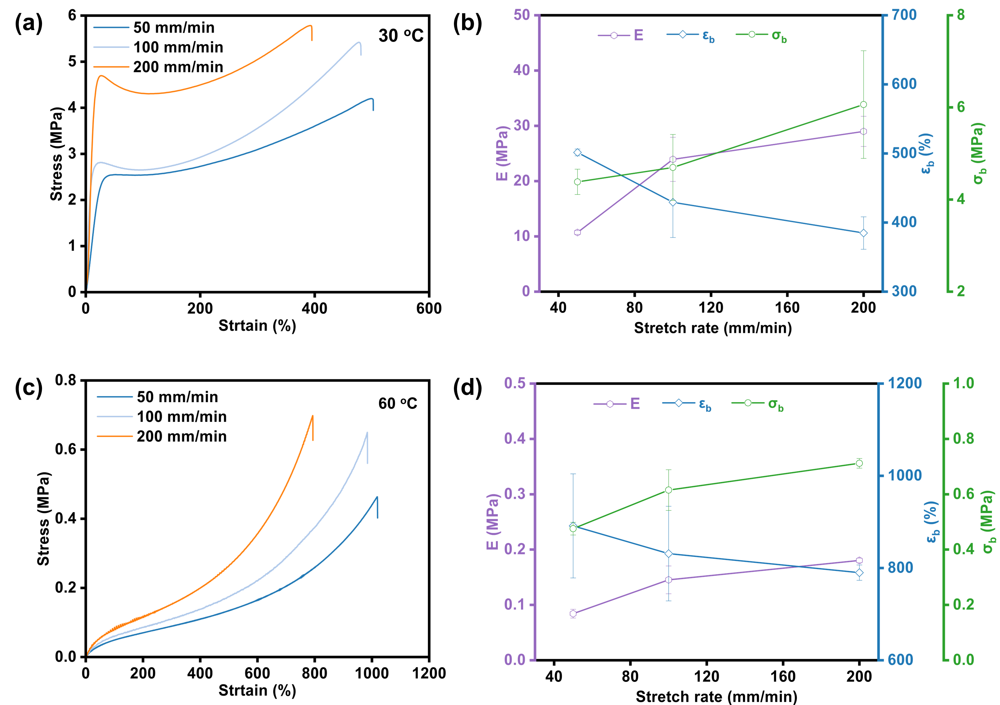 (a)
6
5
4
3
2
1
0
Stress (MPa)
50 mm/min
100 mm/min
200 mm/min
30 °C
0 200 400 600
Strtain (%)
(b)
50
40
30
20
10
0
E (MPa)
E εb σb
700
600
500
400
300
εb (%)
8
6
4
2
σb (MPa)
40 80 120 160 200
Stretch rate (mm/min)
(c)
0.8
0.6
0.4
0.2
0.0
Stress (MPa)
50 mm/min
100 mm/min
200 mm/min
60 °C
0 200 400 600 800 1000 1200
Strtain (%)
(d)
0.5
0.4
0.3
0.2
0.1
0.0
E (MPa)
E εb σb
1200
1000
800
600
εb (%)
1.0
0.8
0.6
0.4
0.2
0.0
σb (MPa)
40 80 120 160 200
Stretch rate (mm/min)